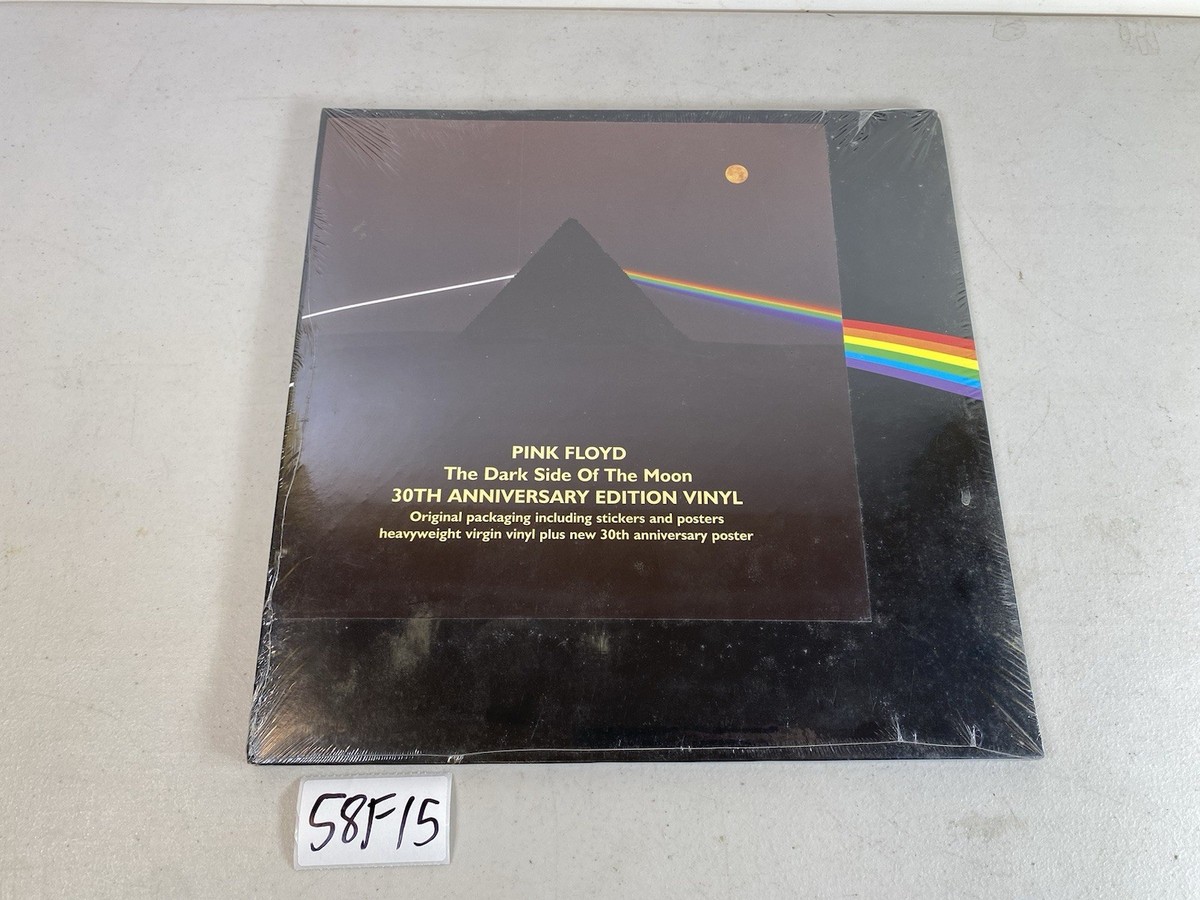 PINK FLOYD
The Dark Side Of The Moon
30TH ANNIVERSARY EDITION VINYL
Original packaging including stickers and posters
heavyweight virgin vinyl plus new 30th anniversary poster
58F15